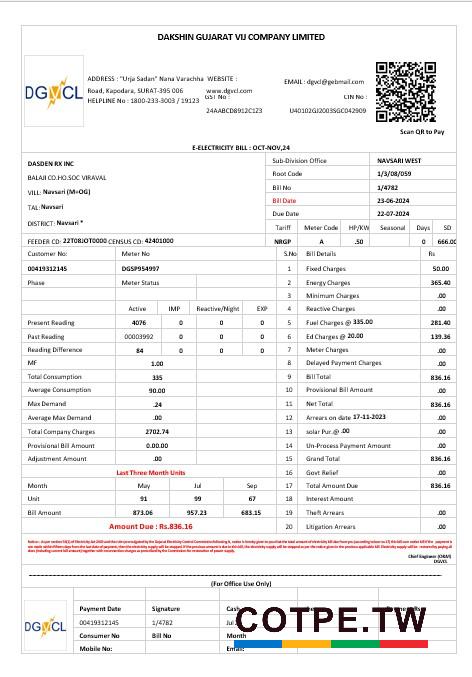 DAKSHIN GUJARAT VIJ COMPANY LIMITED
DGVCL
ADDRESS : "Urja Sadan" Nana Varachha
Road, Kapodara, SURAT-395 006
HELPLINE No : 1800-233-3003 / 19123
WEBSITE :
www.dgvcl.com
GST No :
24AABCD8912C1Z3
EMAIL : dgvcl@gebmail.com
CIN No :
U40102GJ2003SGC042909
Scan QR to Pay
E-ELECTRICITY BILL : OCT-NOV,24
DASDEN RX INC
BALAJI CO.HO.SOC VIRAVAL
VILL: Navsari (M+OG)
TAL: Navsari
DISTRICT: Navsari *
Sub-Division Office NAVSARI WEST
Root Code 1/3/08/059
Bill No 1/4782
Bill Date 23-06-2024
Due Date 22-07-2024
Tariff Meter Code HP/KW Seasonal Days SD
FEEDER CD: 22T08JOT0000 CENSUS CD: 42401000 NRGP A .50 0 666.00
Customer No: Meter No S.No Bill Details Rs
00419312145 DGSP954997 1 Fixed Charges 50.00
Phase Meter Status 2 Energy Charges 365.40
3 Minimum Charges .00
Active IMP Reactive/Night EXP 4 Reactive Charges .00
Present Reading 4076 0 0 0 5 Fuel Charges @ 335.00 281.40
Past Reading 00003992 0 0 0 6 Ed Charges @ 20.00 139.36
Reading Difference 84 0 0 0 7 Meter Charges .00
MF 1.00 8 Delayed Payment Charges .00
Total Consumption 335 9 Bill Total 836.16
Average Consumption 90.00 10 Provisional Bill Amount .00
Max Demand .24 11 Net Total 836.16
Average Max Demand .00 12 Arrears on date 17-11-2023 .00
Total Company Charges 2702.74 13 solar Pur.@ .00 .00
Provisional Bill Amount 0.00.00 14 Un-Process Payment Amount .00
Adjustment Amount .00 15 Grand Total 836.16
Last Three Month Units 16 Govt Relief .00
Month May Jul Sep 17 Total Amount Due 836.16
Unit 91 99 67 18 Interest Amount
Bill Amount 873.06 957.23 683.15 19 Theft Arrears .00
Amount Due : Rs.836.16 20 Litigation Arrears .00
Chief Engineer (O&M)
DGVCL
(For Office Use Only)
DGVCL
Payment Date Signature
00419312145 1/4782 Jul
Consumer No Bill No Month
Mobile No: Email:
COTPE.TW